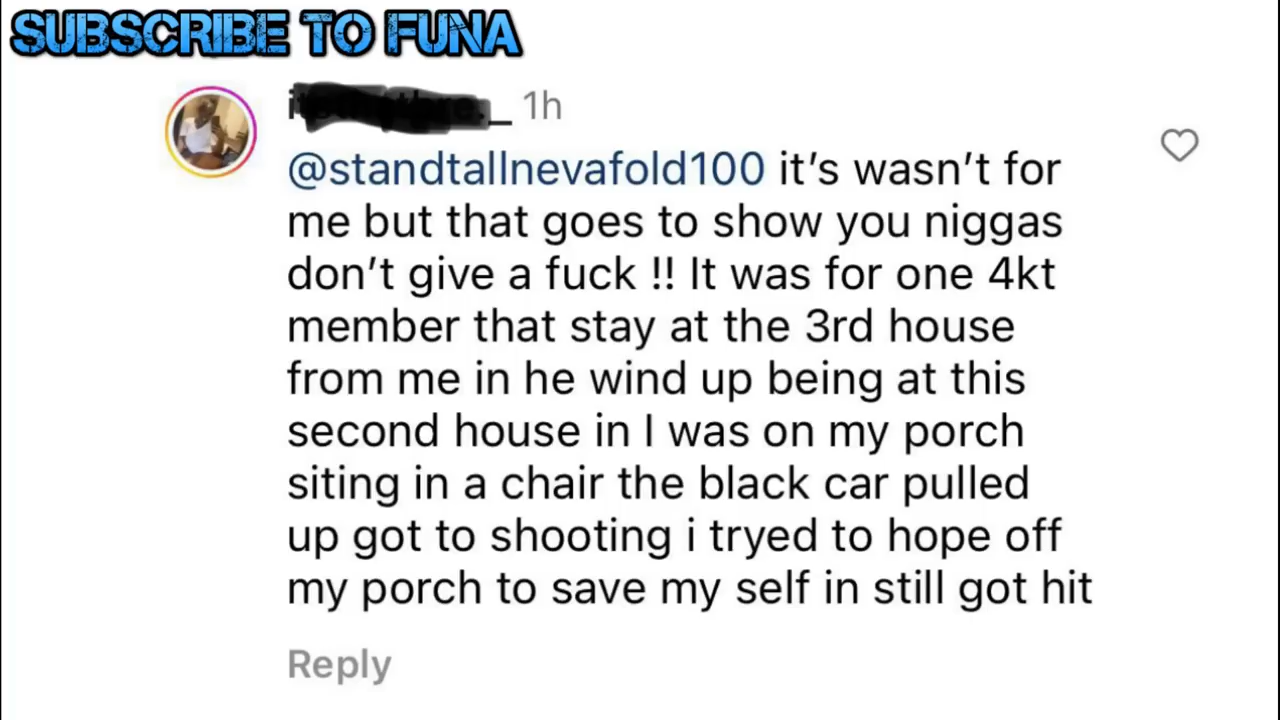 SUBSCRIBE TO FUNA
1h
@standtallnevafold100 it's wasn't for
me but that goes to show you niggas
don't give a fuck !! It was for one 4kt
member that stay at the 3rd house
from me in he wind up being at this
second house in I was on my porch
siting in a chair the black car pulled
up got to shooting i tryed to hope off
my porch to save my self in still got hit
Reply